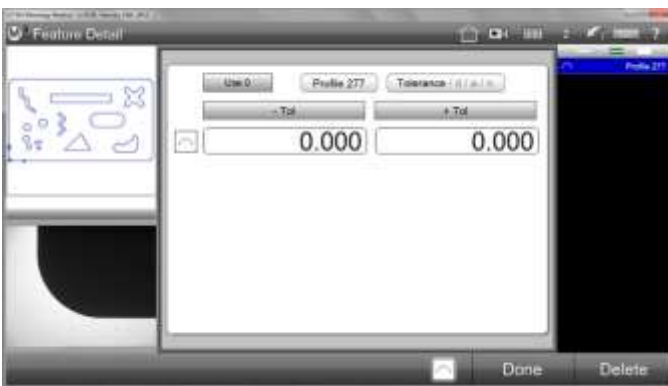 Feature Detail
?
Use 0
Profile 277
Tolerance
- Tol
+ Tol
0.000
0.000
Profile 277
Done
Delete